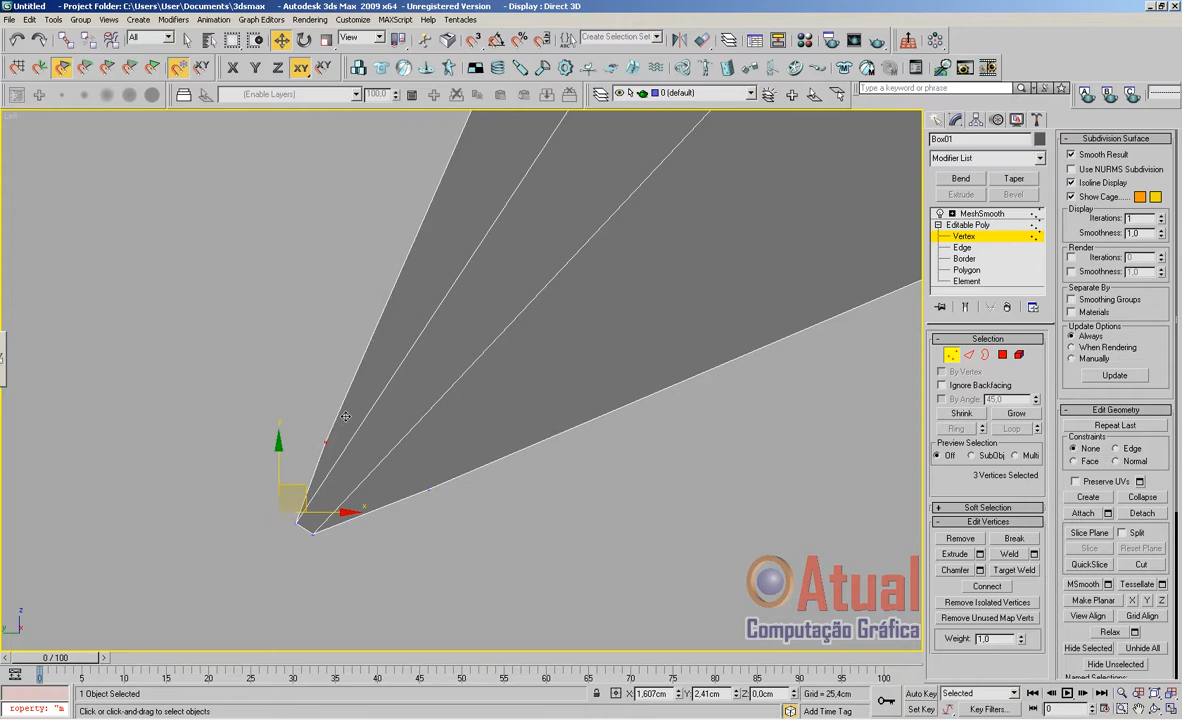 Untitled - Project Folder: C:\Users\User\Documents\3dsmax - Autodesk 3ds Max 2009 x64 - Unregistered Version - Display : Direct 3D
File Edit Tools Group Views Create Modifiers Animation Graph Editors Rendering Customize MAXScript Help Tentacles
All View Create Selection Set
X Y Z XY XY
(Enable Layers) 100,0 0 (default) Type a keyword or phrase
Left
Box01
Modifier List
Bend Taper
Extrude Bevel
MeshSmooth
Editable Poly
Vertex
Edge
Border
Polygon
Element
Selection
By Vertex
Ignore Backfacing
By Angle: 45,0
Shrink Grow
Ring Loop
Preview Selection
Off SubObj Multi
3 Vertices Selected
Soft Selection
Edit Vertices
Remove Break
Extrude Weld
Chamfer Target Weld
Connect
Remove Isolated Vertices
Remove Unused Map Verts
Weight: 1,0
Subdivision Surface
Smooth Result
Use NURMS Subdivision
Isoline Display
Show Cage......
Display
Iterations: 1
Smoothness: 1,0
Render
Iterations: 0
Smoothness: 1,0
Separate By
Smoothing Groups
Materials
Update Options
Always
When Rendering
Manually
Update
Edit Geometry
Repeat Last
Constraints
None Edge
Face Normal
Preserve UVs
Create Collapse
Attach Detach
Slice Plane Split
Slice Reset Plane
QuickSlice Cut
MSmooth Tessellate
Make Planar X Y Z
View Align Grid Align
Relax
Hide Selected Unhide All
Hide Unselected
Named Selections:
Atual
Computação Gráfica
0 / 100
0 5 10 15 20 25 30 35 40 45 50 55 60 65 70 75 80 85 90 95 100
1 Object Selected X: 1,607cm Y: 2,41cm Z: 0,0cm Grid = 25,4cm Auto Key Selected
roperty: "m Click or click-and-drag to select objects Add Time Tag Set Key Key Filters... 0